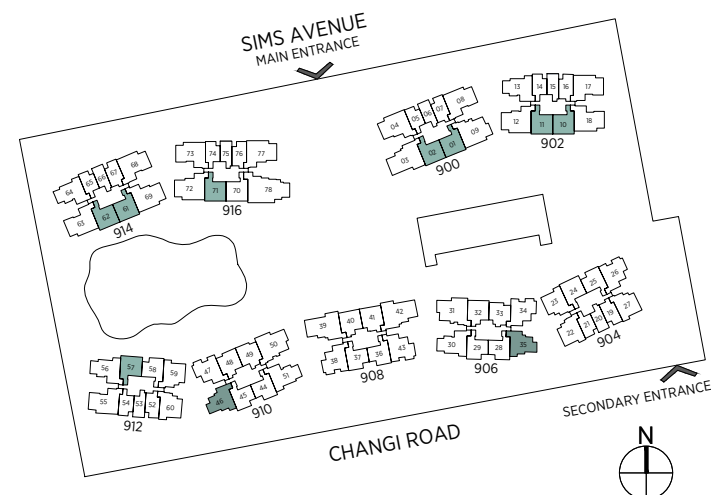 SIMS AVENUE
MAIN ENTRANCE
13 14 15 16 17
12 11 10 18
902
04 05 06 07 08
03 02 01 09
900
73 74 75 76 77
72 71 70 78
916
64 65 66 67 68
63 62 61 69
914
23 24 25 26
22 21 20 19 27
904
31 32 33 34
30 29 28 35
906
39 40 41 42
38 37 36 43
908
47 48 49 50
46 45 44 51
910
56 57 58 59
55 54 53 52 60
912
SECONDARY ENTRANCE
CHANGI ROAD
N